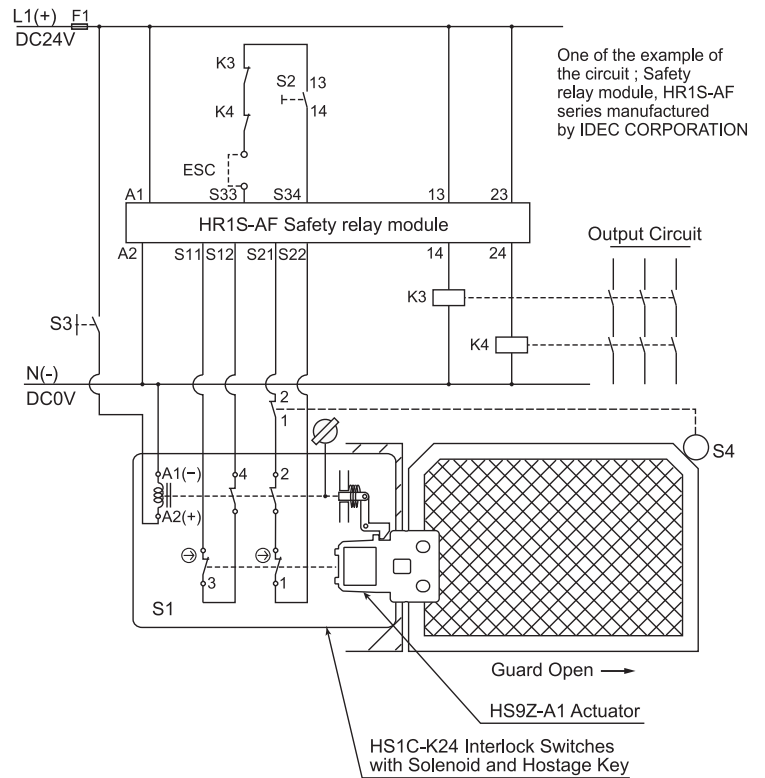 L1(+) F1
DC24V
One of the example of
the circuit ; Safety
relay module, HR1S-AF
series manufactured
by IDEC CORPORATION
K3
S2
13
K4
14
ESC
A1
S33
S34
13
23
HR1S-AF Safety relay module
A2
S11
S12
S21
S22
14
24
Output Circuit
K3
S3
K4
N(-)
DC0V
2
1
S4
A1(−)
4
2
A2(+)
3
1
S1
Guard Open
HS9Z-A1 Actuator
HS1C-K24 Interlock Switches
with Solenoid and Hostage Key